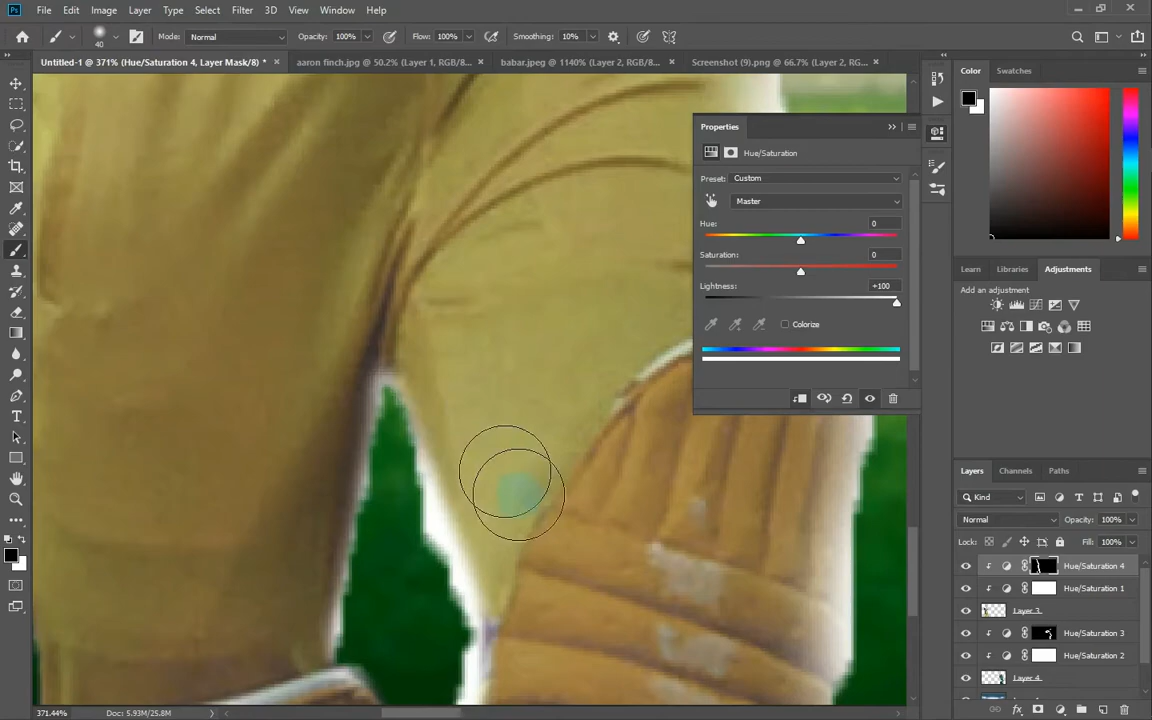 File Edit Image Layer Type Select Filter 3D View Window Help
40 Mode: Normal Opacity: 100% Flow: 100% Smoothing: 10%
Untitled-1 @ 371% (Hue/Saturation 4, Layer Mask/8) * × aaron finch.jpg @ 50.2% (Layer 1, RGB/8... × babar.jpeg @ 1140% (Layer 2, RGB/8... × Screenshot (9).png @ 66.7% (Layer 2, RG... ×
Color Swatches
Properties
Hue/Saturation
Preset: Custom
Master
Hue: 0
Saturation: 0
Lightness: +100
Colorize
Learn Libraries Adjustments
Add an adjustment
Layers Channels Paths
Kind
Normal Opacity: 100%
Lock: Fill: 100%
Hue/Saturation 4
Hue/Saturation 1
Layer 3
Hue/Saturation 3
Hue/Saturation 2
Layer 4
371.44% Doc: 5.93M/25.8M